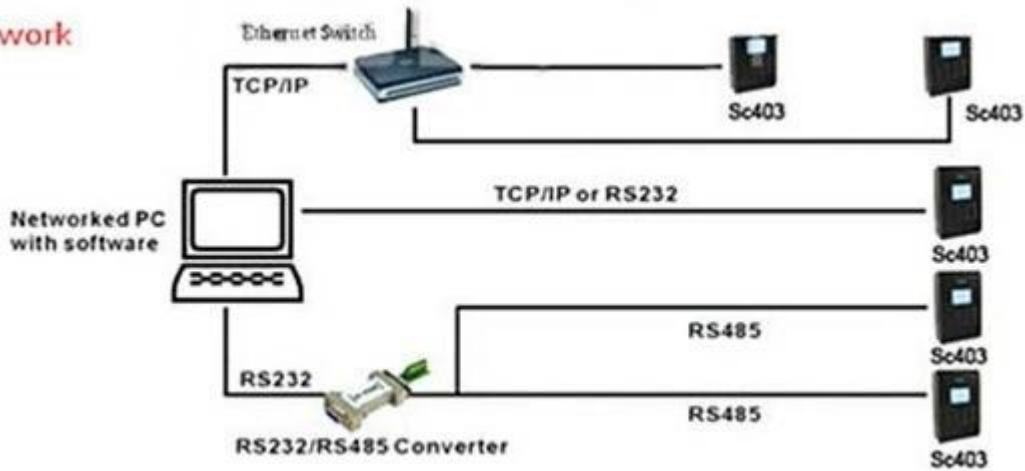 work
Ethernet Switch
TCP/IP
Sc403
Sc403
TCP/IP or RS232
Networked PC
with software
Sc403
RS485
Sc403
RS232
RS485
RS232/RS485 Converter
Sc403